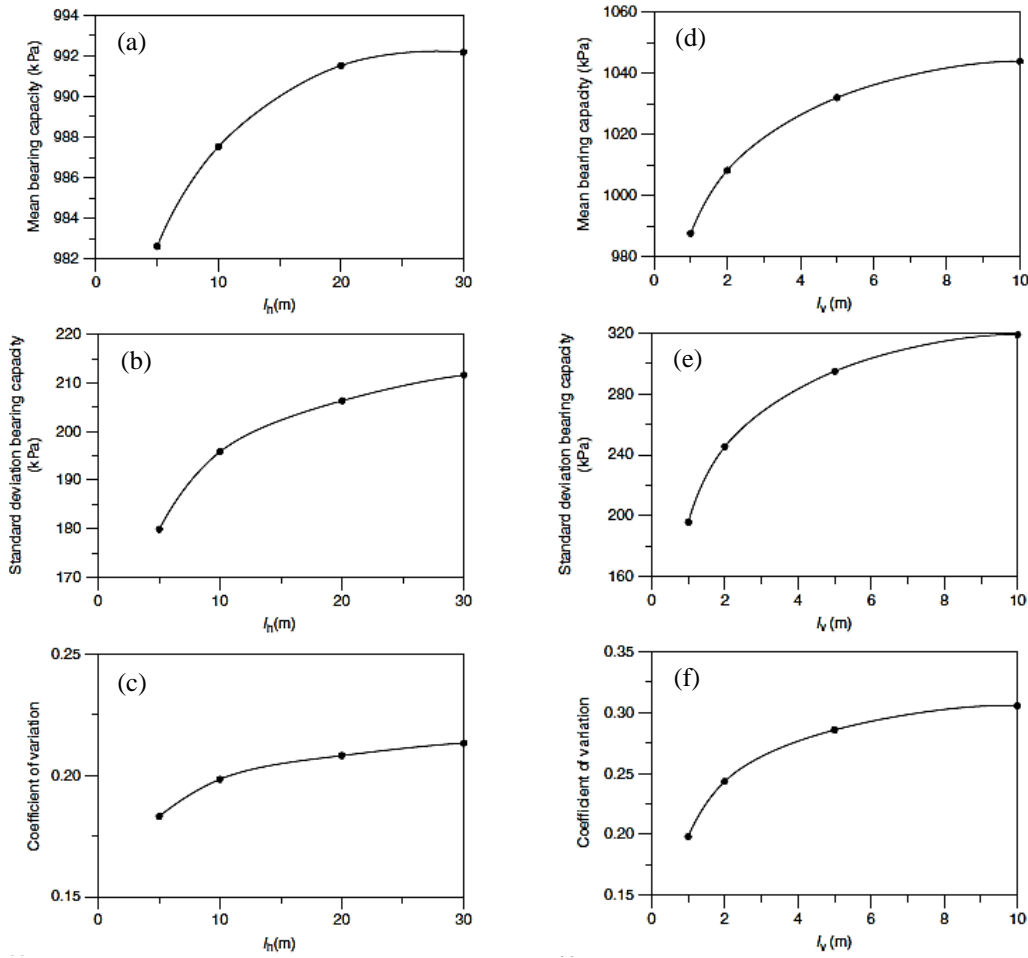 (a)
Mean bearing capacity (kPa)
994
992
990
988
986
984
982
0 10 20 30
lh(m)
(d)
Mean bearing capacity (kPa)
1060
1040
1020
1000
980
0 2 4 6 8 10
lv (m)
(b)
Standard deviation bearing capacity
(kPa)
220
210
200
190
180
170
0 10 20 30
lh(m)
(e)
Standard deviation bearing capacity
(kPa)
320
280
240
200
160
0 2 4 6 8 10
lv (m)
(c)
Coefficient of variation
0.25
0.20
0.15
0 10 20 30
lh(m)
(f)
Coefficient of variation
0.35
0.30
0.25
0.20
0.15
0 2 4 6 8 10
lv (m)